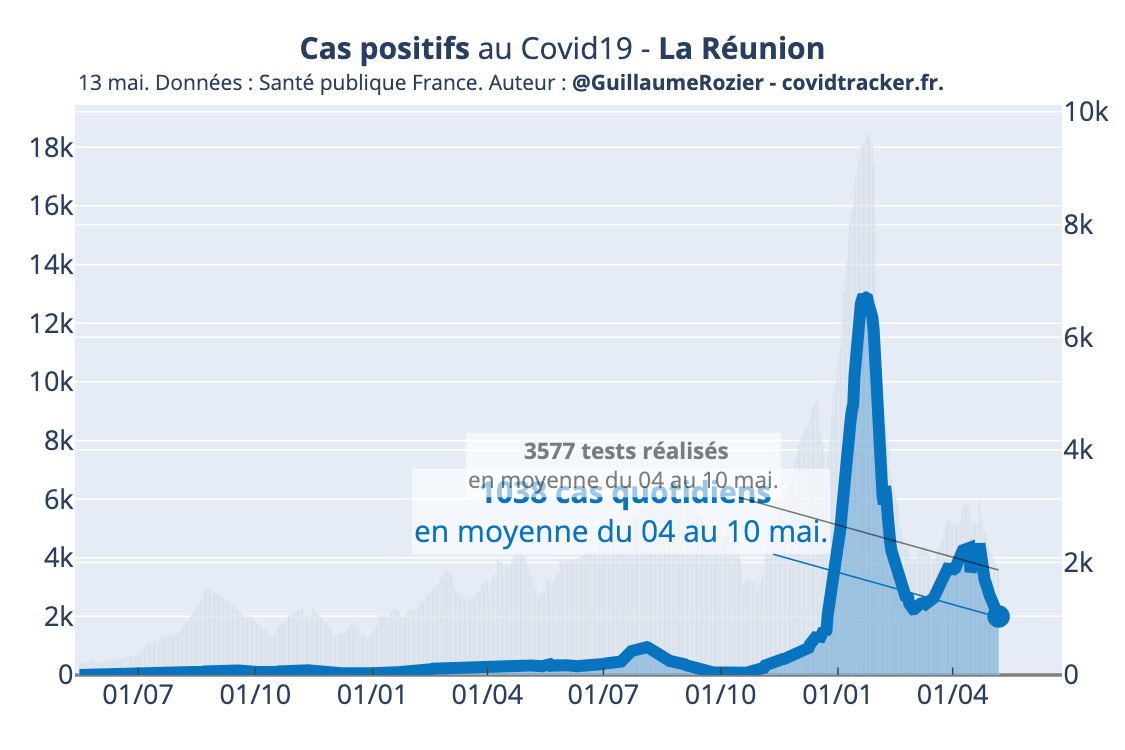 Cas positifs au Covid19 - La Réunion
13 mai. Données : Santé publique France. Auteur : @GuillaumeRozier - covidtracker.fr.
10k
18k
16k
8k
14k
12k
6k
10k
8k
4k
3577 tests réalisés
en moyenne du 04 au 10 mai.
6k
1038 cas quotidiens
en moyenne du 04 au 10 mai.
4k
2k
2k
0
0
01/07 01/10 01/01 01/04 01/07 01/10 01/01 01/04